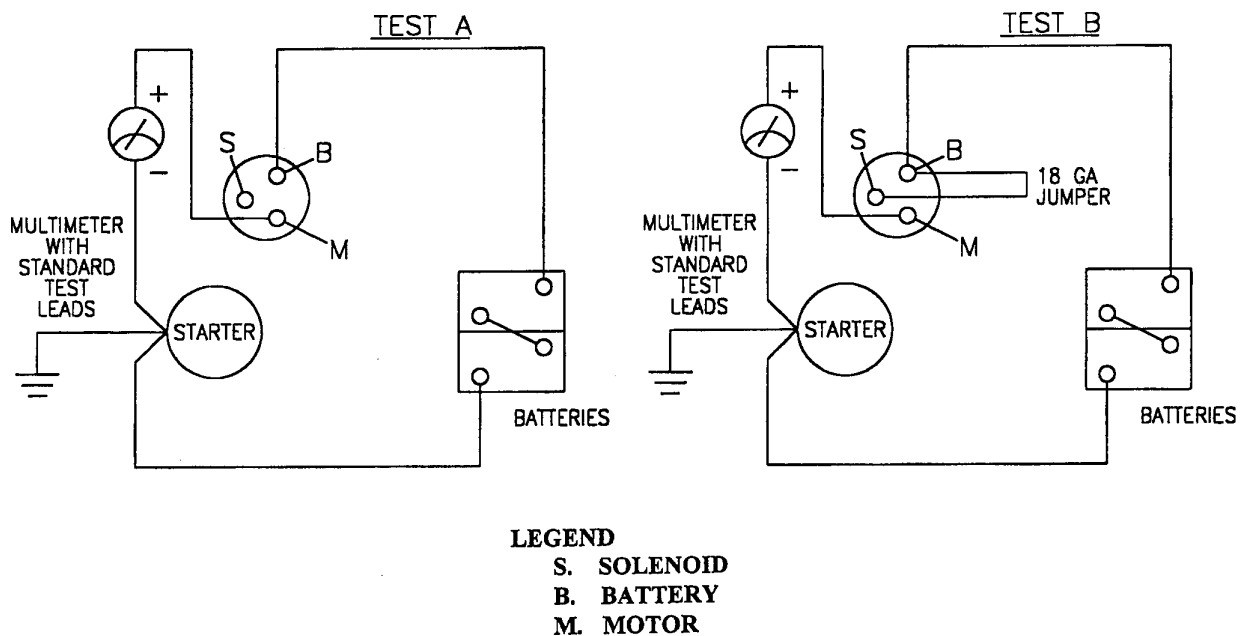 TEST A
+
S
B
−
M
MULTIMETER
WITH
STANDARD
TEST
LEADS
STARTER
BATTERIES
TEST B
+
S
B
18 GA
JUMPER
−
M
MULTIMETER
WITH
STANDARD
TEST
LEADS
STARTER
BATTERIES
LEGEND
S. SOLENOID
B. BATTERY
M. MOTOR